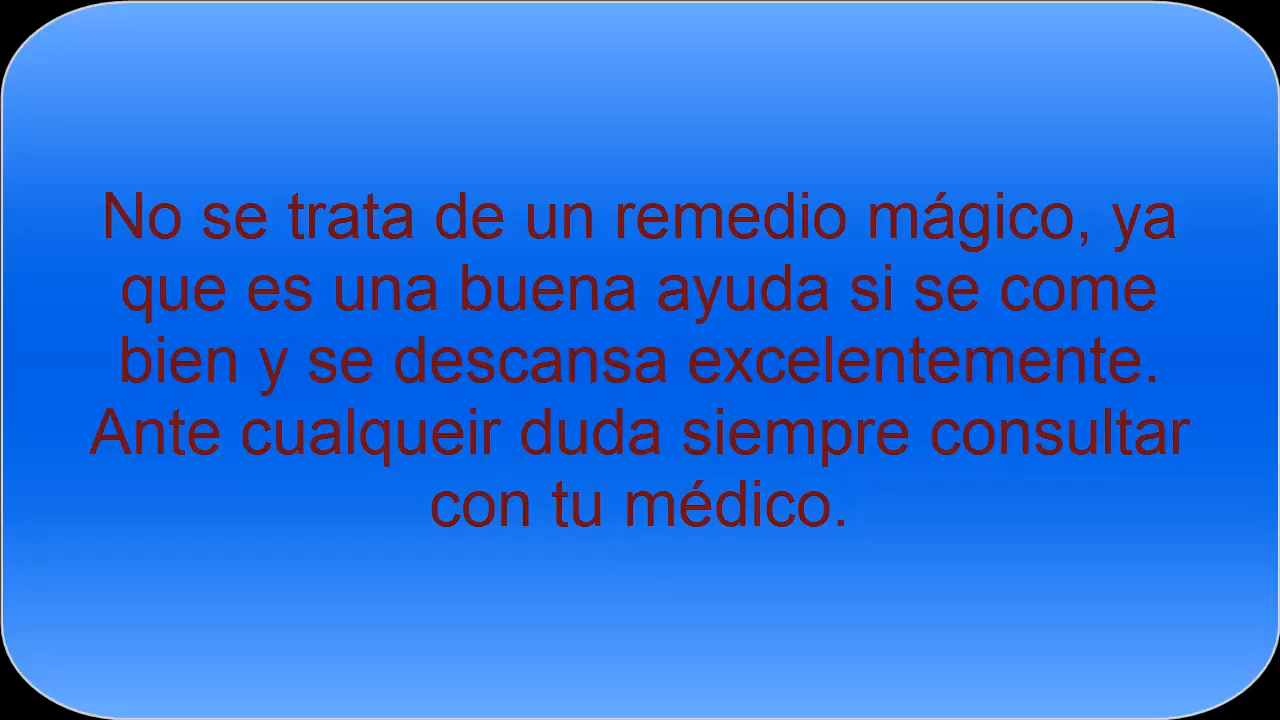 No se trata de un remedio mágico, ya
que es una buena ayuda si se come
bien y se descansa excelentemente.
Ante cualqueir duda siempre consultar
con tu médico.